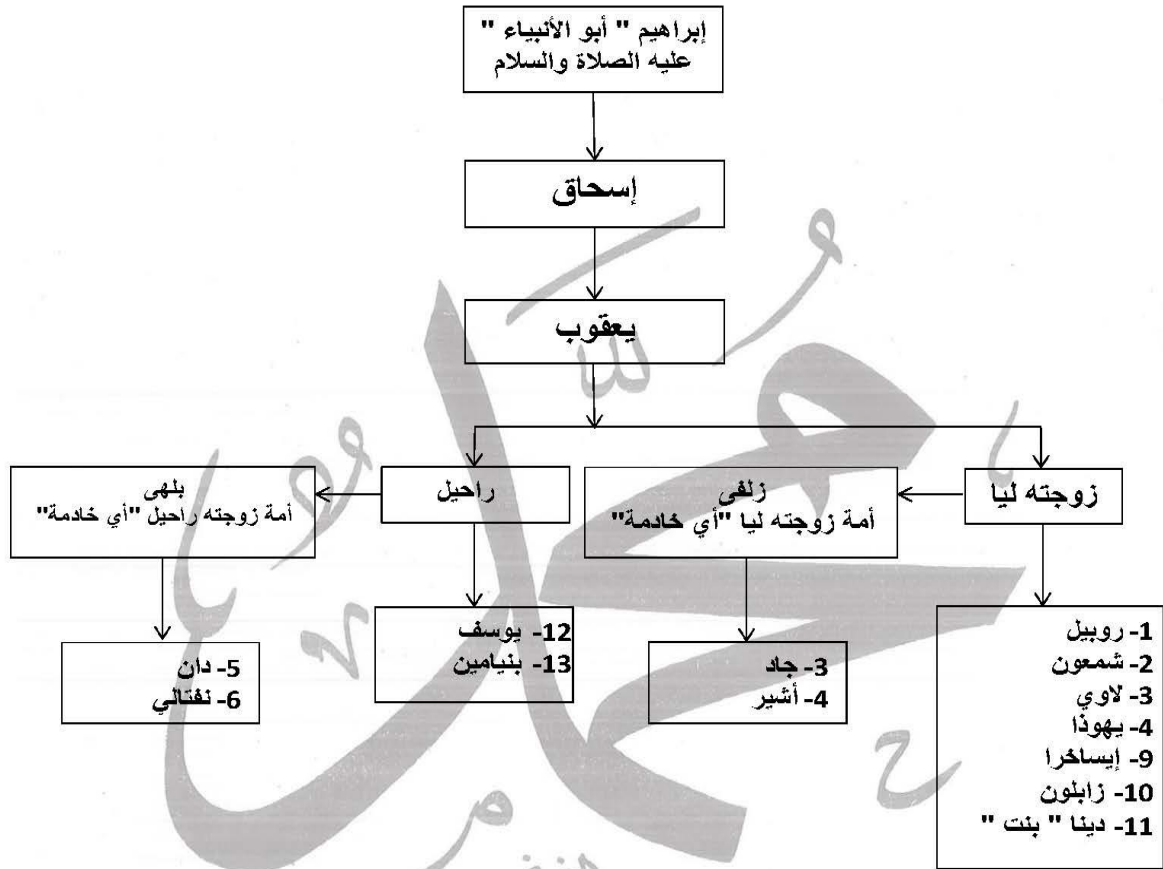 إبراهيم " أبو الأنبياء "
عليه الصلاة والسلام
إسحاق
يعقوب
زوجته ليا
زلفى
أمة زوجته ليا "أي خادمة"
راحيل
بلهى
أمة زوجته راحيل "أي خادمة"
1- روبيل
2- شمعون
3- لاوي
4- يهوذا
9- إيساخرا
10- زابلون
11- دينا " بنت "
3- جاد
4- أشير
12- يوسف
13- بنيامين
5- دان
6- نفتالي
محمد